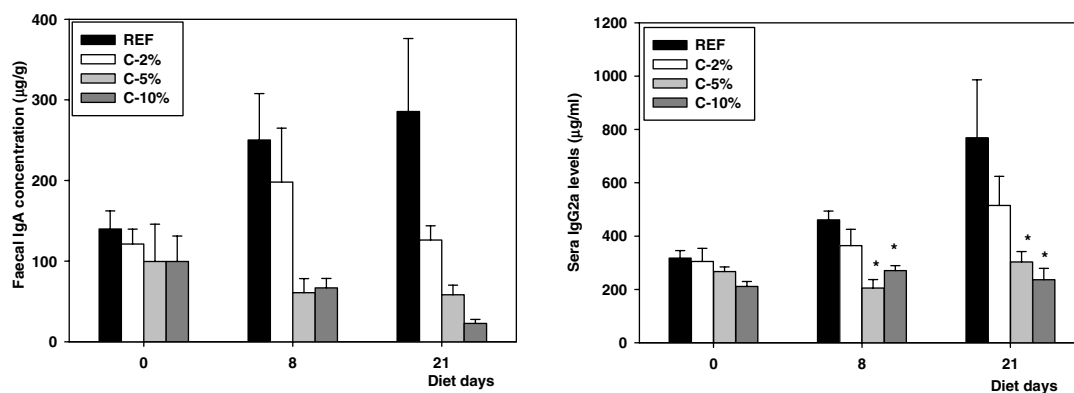 Faecal IgA concentration (µg/g)
400
300
200
100
0
REF
C-2%
C-5%
C-10%
0 8 21
Diet days
Sera IgG2a levels (µg/ml)
1200
1000
800
600
400
200
0
REF
C-2%
C-5%
C-10%
*
*
*
*
0 8 21
Diet days